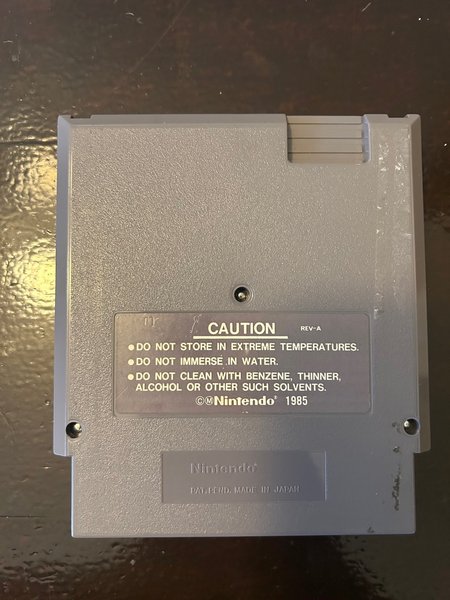 CAUTION REV-A
●DO NOT STORE IN EXTREME TEMPERATURES.
●DO NOT IMMERSE IN WATER.
●DO NOT CLEAN WITH BENZENE, THINNER,
ALCOHOL OR OTHER SUCH SOLVENTS.
©ⓂNintendo® 1985
Nintendo®
PAT.PEND. MADE IN JAPAN